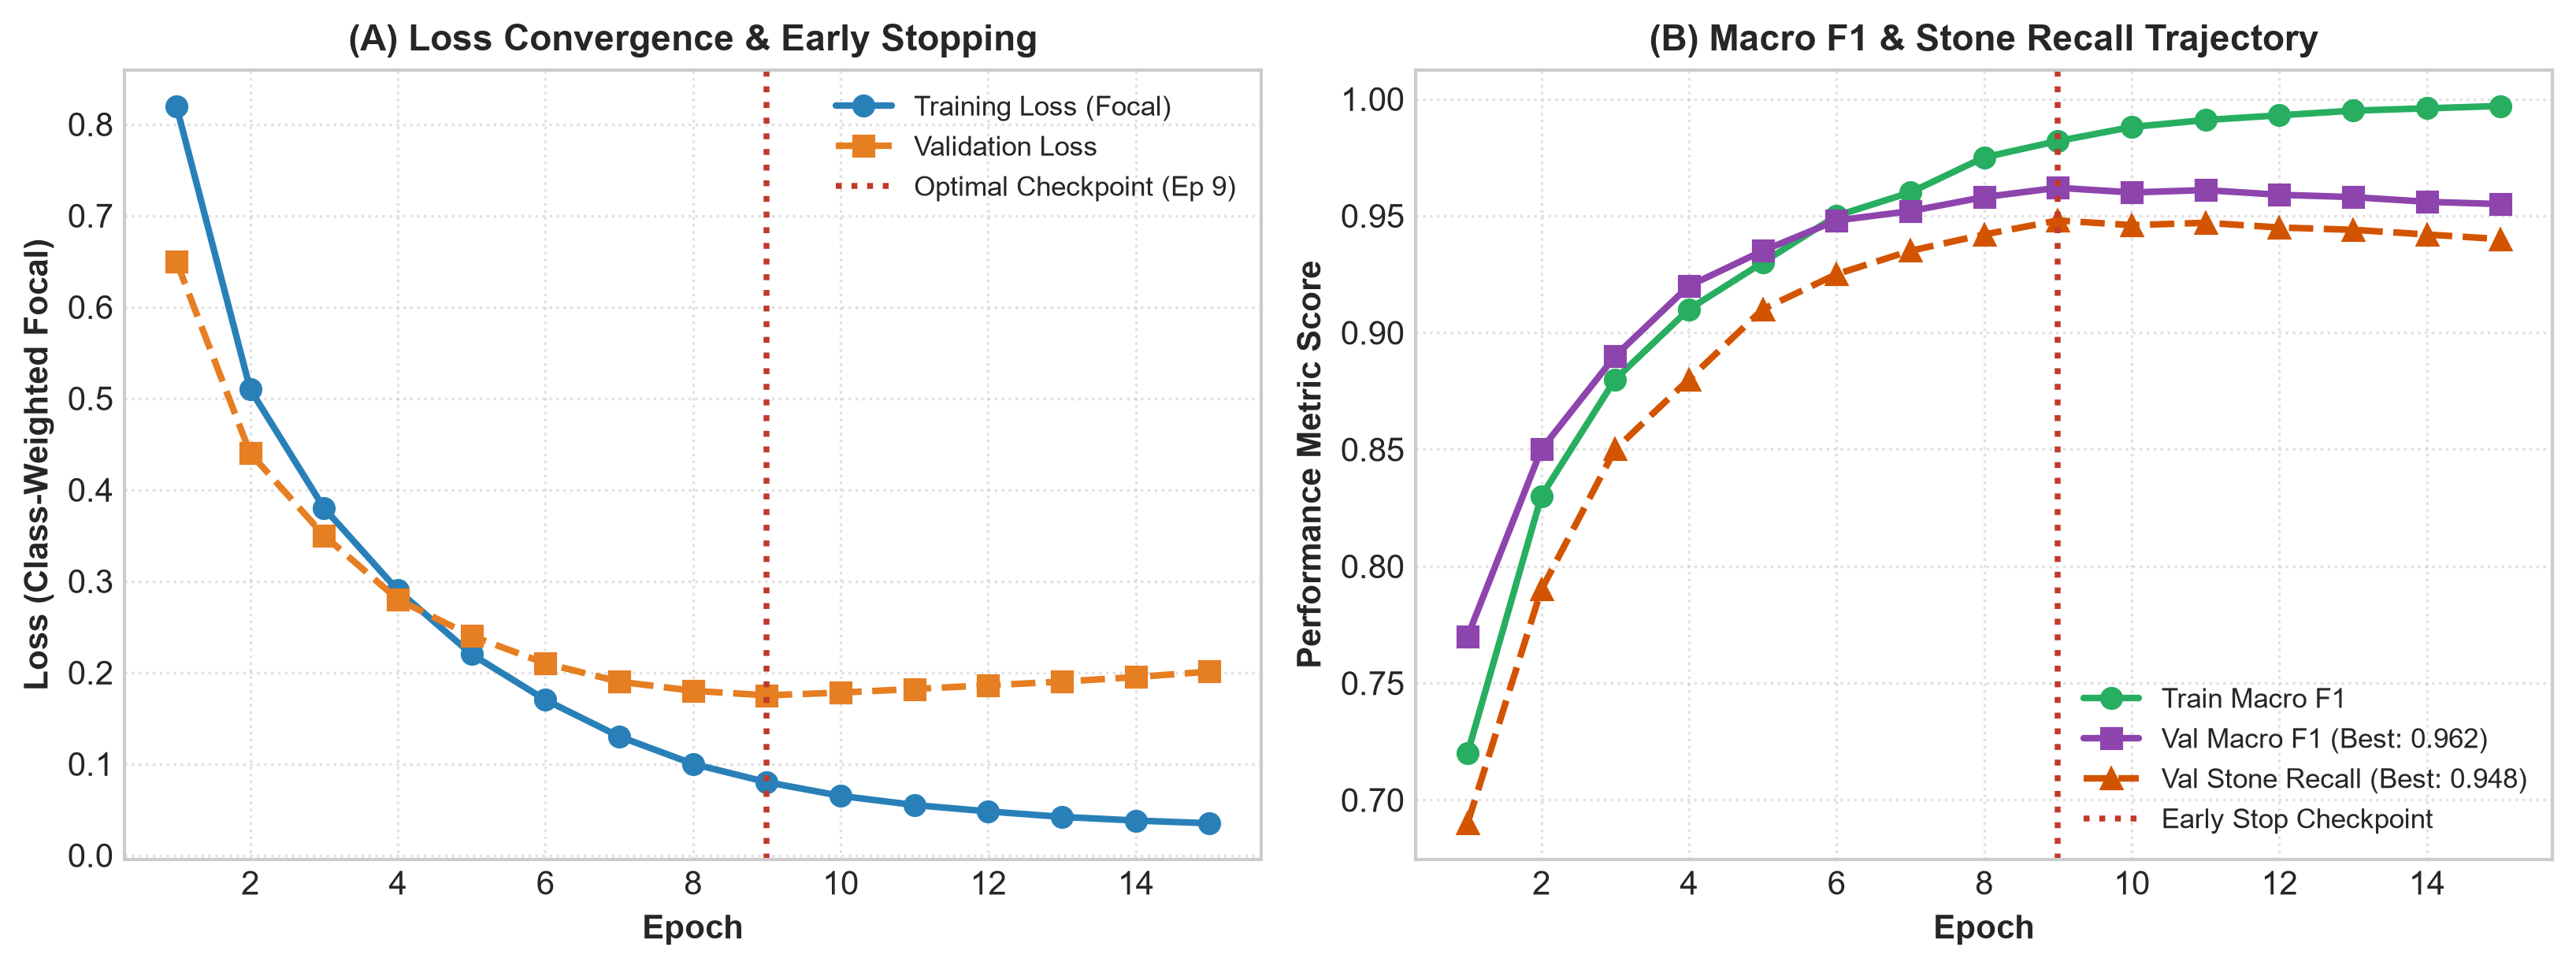 (A) Loss Convergence & Early Stopping
Loss (Class-Weighted Focal)
0.8
0.7
0.6
0.5
0.4
0.3
0.2
0.1
0.0
Training Loss (Focal)
Validation Loss
Optimal Checkpoint (Ep 9)
2 4 6 8 10 12 14
Epoch
(B) Macro F1 & Stone Recall Trajectory
Performance Metric Score
1.00
0.95
0.90
0.85
0.80
0.75
0.70
Train Macro F1
Val Macro F1 (Best: 0.962)
Val Stone Recall (Best: 0.948)
Early Stop Checkpoint
2 4 6 8 10 12 14
Epoch